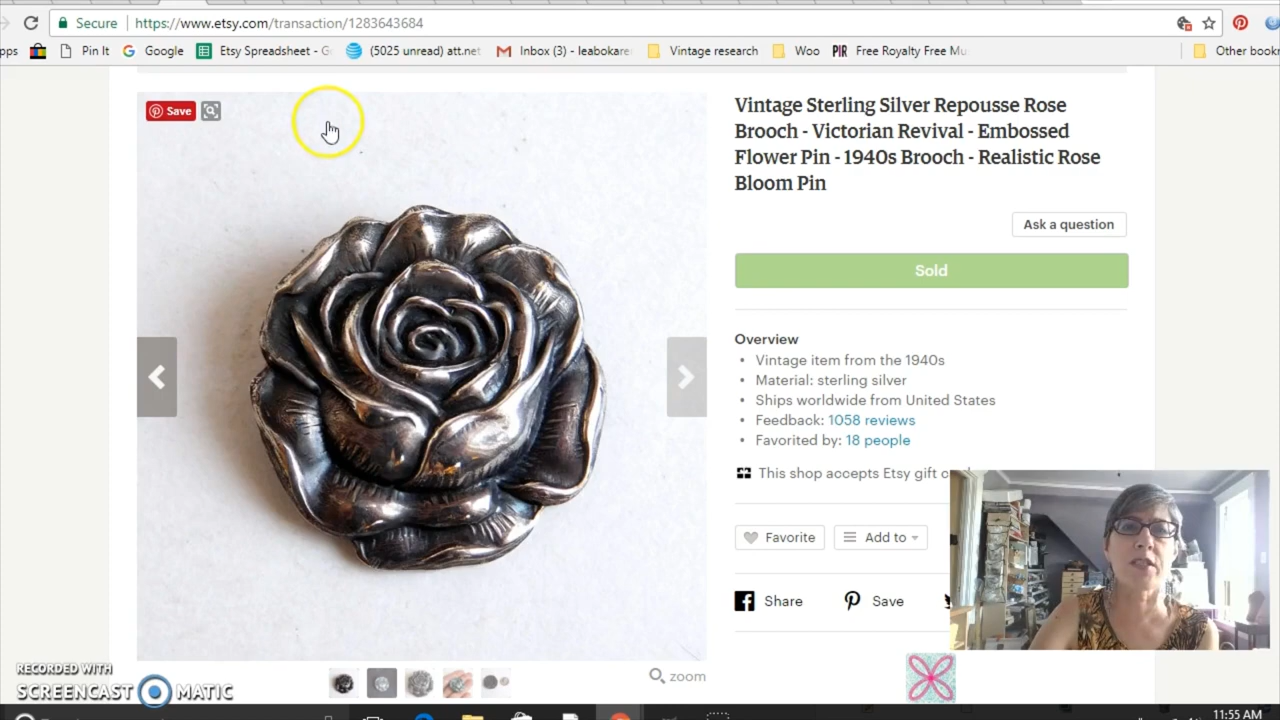 Secure https://www.etsy.com/transaction/1283643684
pps Pin It Google Etsy Spreadsheet - G (5025 unread) att.net Inbox (3) - leabokare Vintage research Woo PIR Free Royalty Free Mu Other book
Save
Vintage Sterling Silver Repousse Rose
Brooch - Victorian Revival - Embossed
Flower Pin - 1940s Brooch - Realistic Rose
Bloom Pin
Ask a question
Sold
Overview
• Vintage item from the 1940s
• Material: sterling silver
• Ships worldwide from United States
• Feedback: 1058 reviews
• Favorited by: 18 people
This shop accepts Etsy gift c
Favorite Add to
Share Save
zoom
RECORDED WITH
SCREENCAST MATIC
11:55 AM